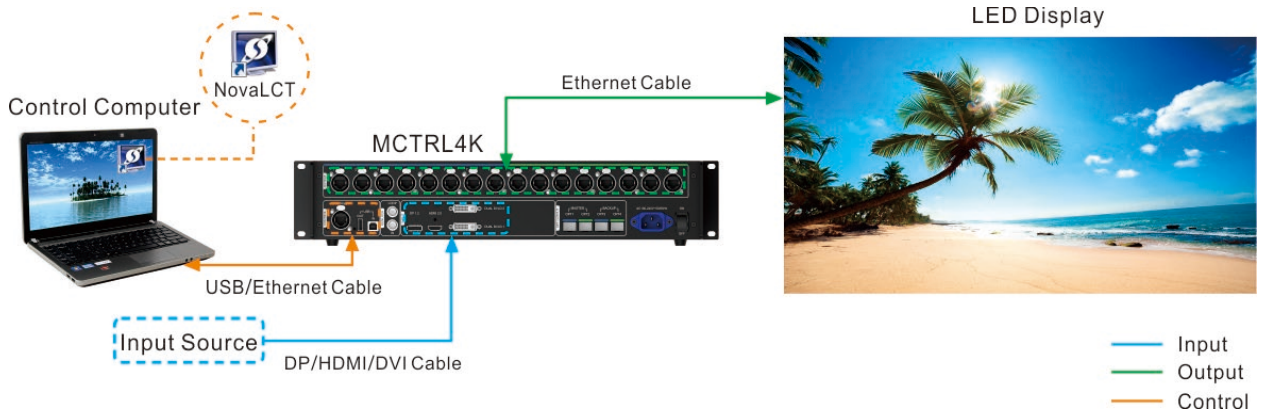 LED Display
NovaLCT
Control Computer
Ethernet Cable
MCTRL4K
USB/Ethernet Cable
Input Source
DP/HDMI/DVI Cable
Input
Output
Control